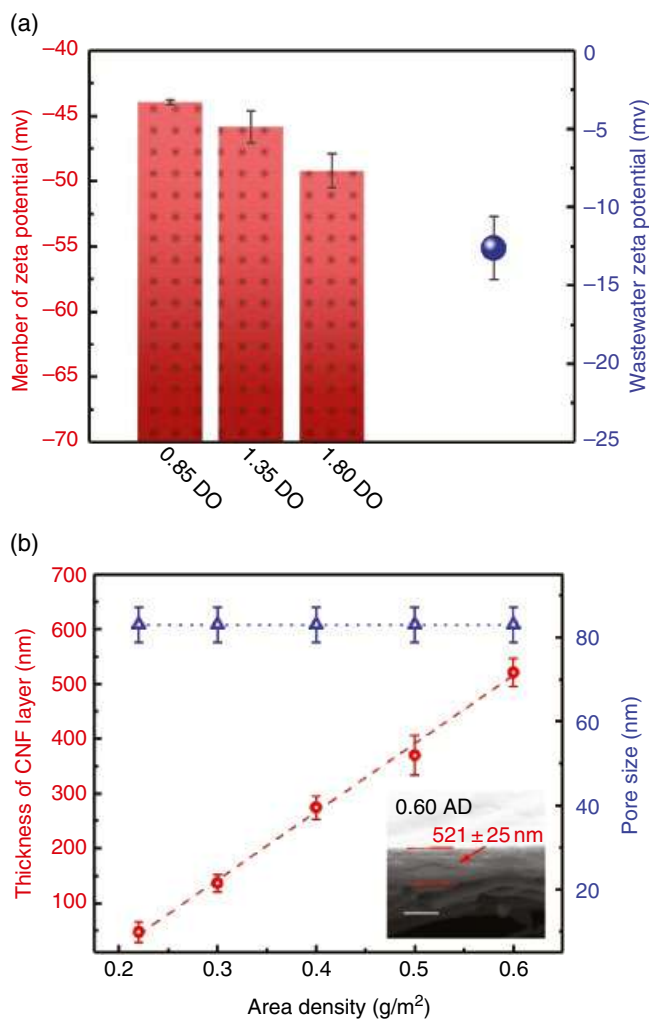 (a)
Member of zeta potential (mv)
–40
–45
–50
–55
–60
–65
–70
0
–5
–10
–15
–20
–25
Wastewater zeta potential (mv)
0.85 DO
1.35 DO
1.80 DO
(b)
Thickness of CNF layer (nm)
700
600
500
400
300
200
100
80
60
40
20
Pore size (nm)
0.60 AD
521 ± 25 nm
0.2
0.3
0.4
0.5
0.6
Area density (g/m²)